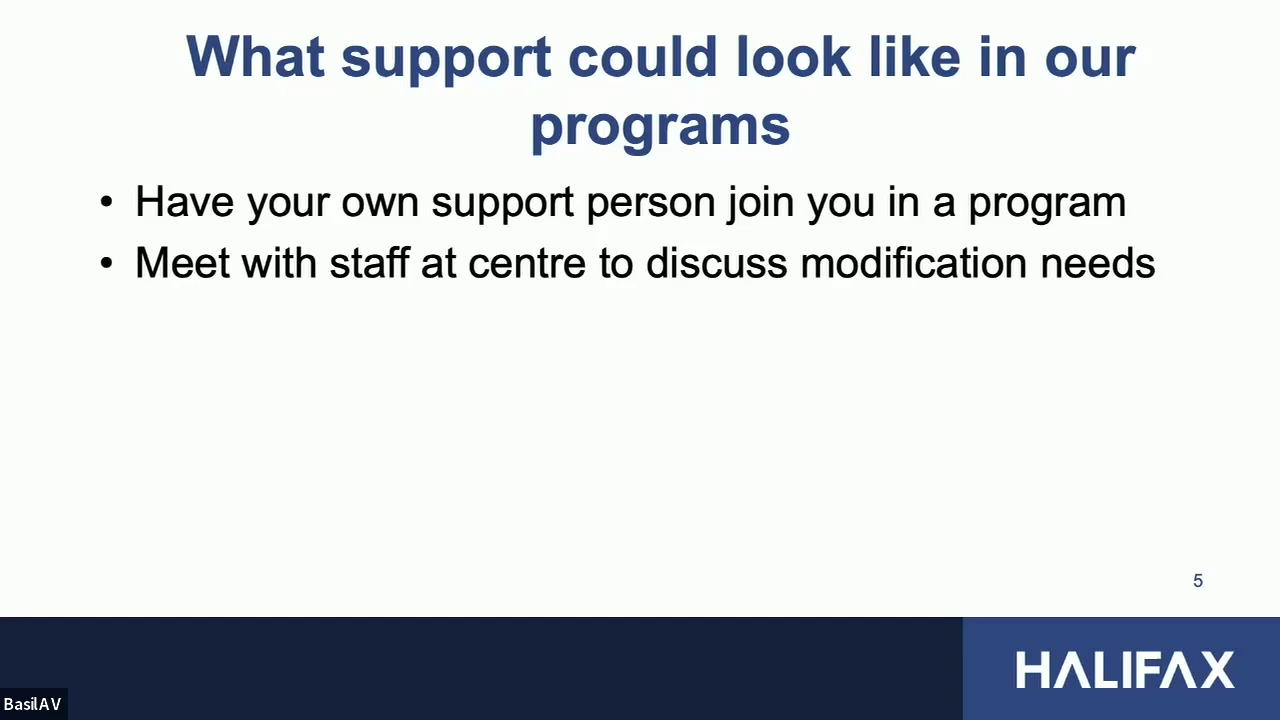 What support could look like in our
programs
• Have your own support person join you in a program
• Meet with staff at centre to discuss modification needs
5
HALIFAX
BasilAV